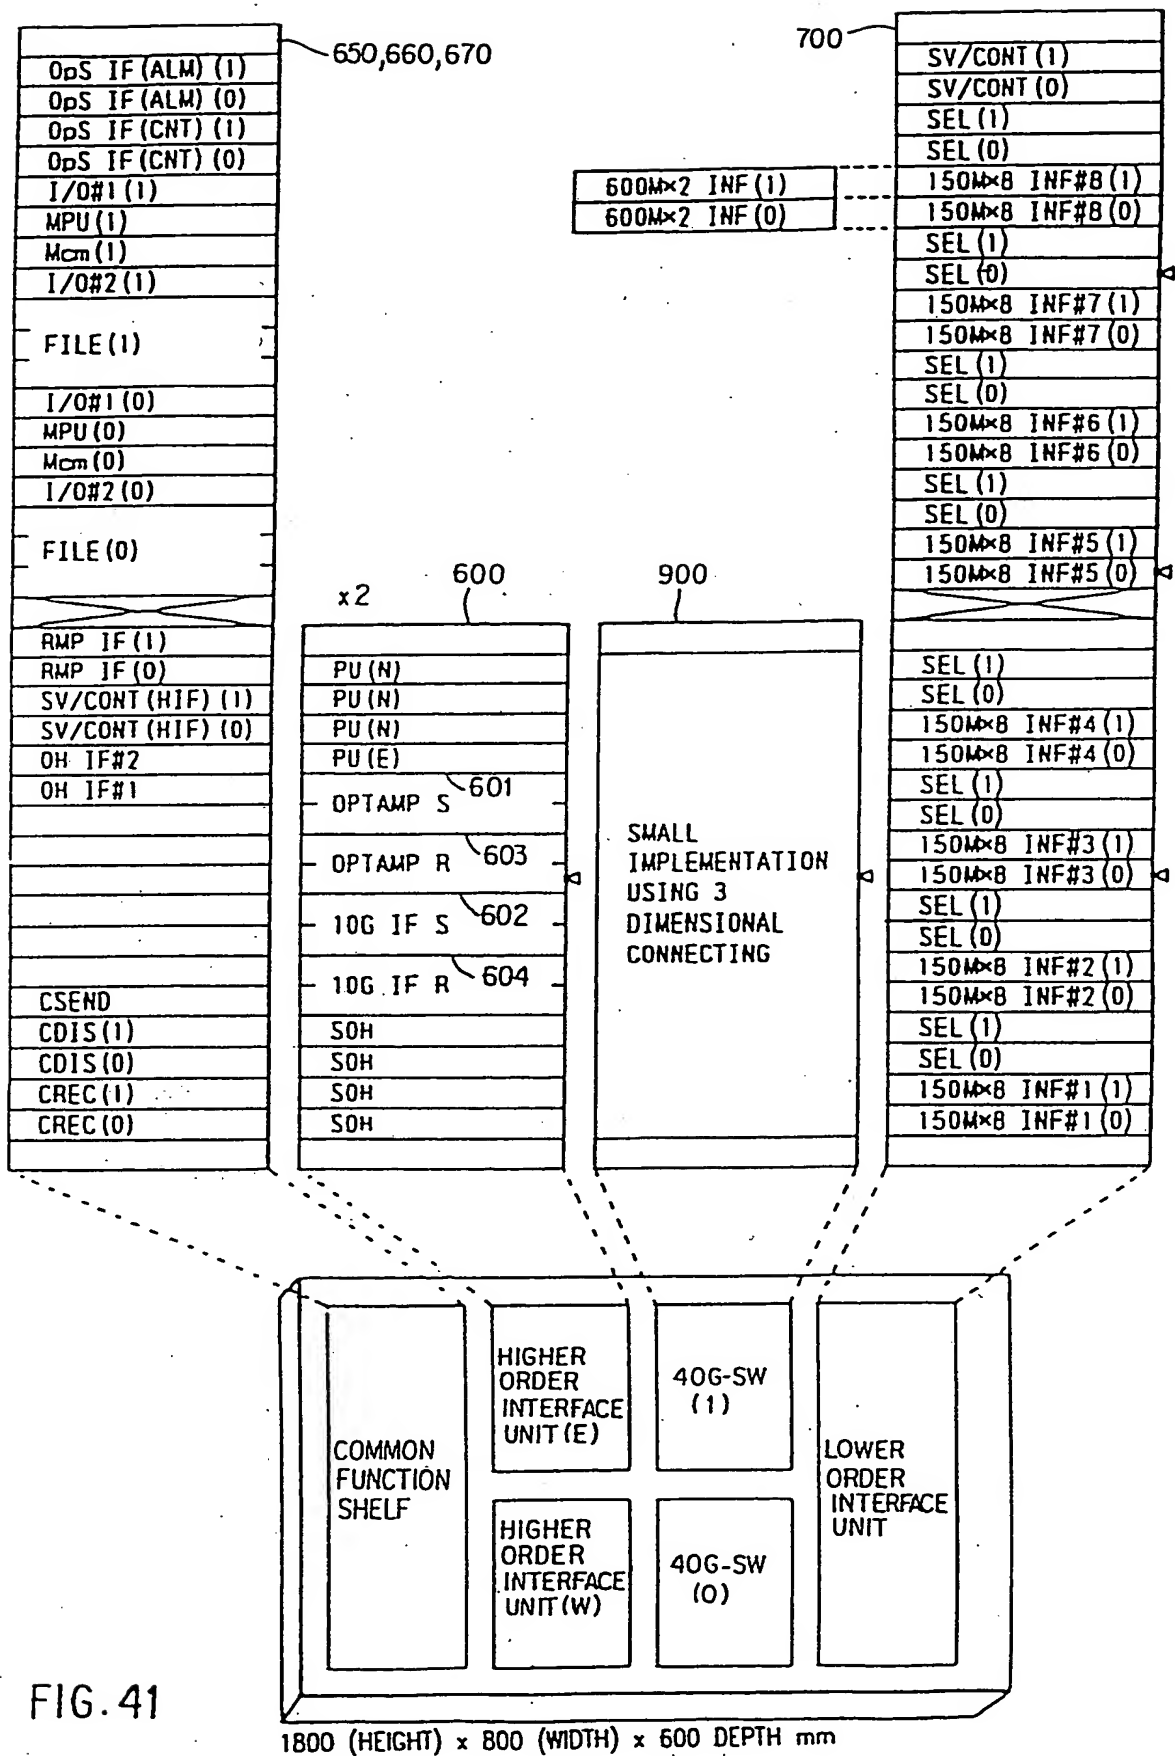 650,660,670
OpS IF(ALM)(1)
OpS IF(ALM)(0)
OpS IF(CNT)(1)
OpS IF(CNT)(0)
I/O#1(1)
MPU(1)
Mcm(1)
I/O#2(1)
FILE(1)
I/O#1(0)
MPU(0)
Mcm(0)
I/O#2(0)
FILE(0)
RMP IF(1)
RMP IF(0)
SV/CONT(HIF)(1)
SV/CONT(HIF)(0)
OH IF#2
OH IF#1
CSEND
CDIS(1)
CDIS(0)
CREC(1)
CREC(0)
x2
600
PU(N)
PU(N)
PU(N)
PU(E)
OPTAMP S
601
OPTAMP R
603
10G IF S
602
10G IF R
604
SOH
SOH
SOH
SOH
900
SMALL
IMPLEMENTATION
USING 3
DIMENSIONAL
CONNECTING
600M×2 INF(1)
600M×2 INF(0)
700
SV/CONT(1)
SV/CONT(0)
SEL(1)
SEL(0)
150M×8 INF#8(1)
150M×8 INF#8(0)
SEL(1)
SEL(0)
150M×8 INF#7(1)
150M×8 INF#7(0)
SEL(1)
SEL(0)
150M×8 INF#6(1)
150M×8 INF#6(0)
SEL(1)
SEL(0)
150M×8 INF#5(1)
150M×8 INF#5(0)
SEL(1)
SEL(0)
150M×8 INF#4(1)
150M×8 INF#4(0)
SEL(1)
SEL(0)
150M×8 INF#3(1)
150M×8 INF#3(0)
SEL(1)
SEL(0)
150M×8 INF#2(1)
150M×8 INF#2(0)
SEL(1)
SEL(0)
150M×8 INF#1(1)
150M×8 INF#1(0)
COMMON
FUNCTION
SHELF
HIGHER
ORDER
INTERFACE
UNIT(E)
HIGHER
ORDER
INTERFACE
UNIT(W)
40G-SW
(1)
40G-SW
(0)
LOWER
ORDER
INTERFACE
UNIT
FIG.41
1800 (HEIGHT) x 800 (WIDTH) x 600 DEPTH mm